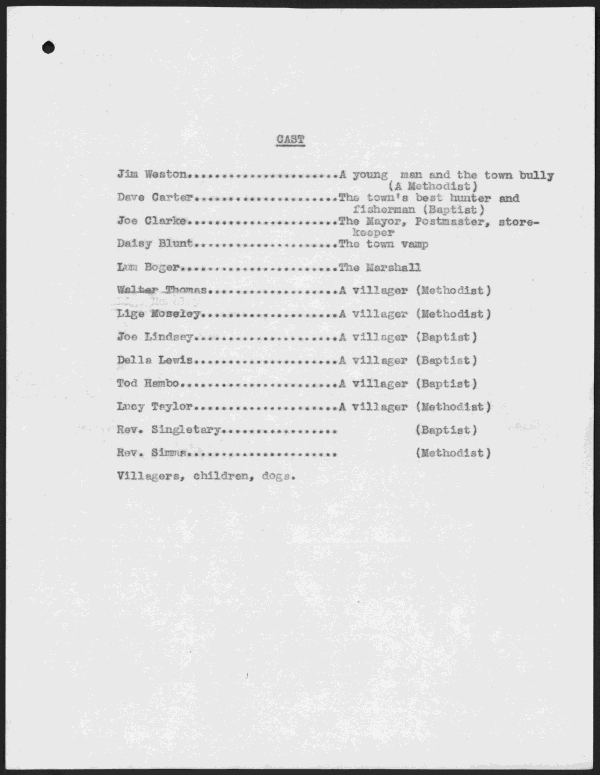 CAST
Jim Weston......................A young  man and the town bully
(A Methodist)
Dave Carter.....................The town's best hunter and
fisherman (Baptist)
Joe Clarke......................The Mayor, Postmaster, store-
keeper
Daisy Blunt.....................The town vamp
Lum Boger.......................The Marshall
Walter Thomas...................A villager (Methodist)
Lige Moseley....................A villager (Methodist)
Joe Lindsay.....................A villager (Baptist)
Della Lewis.....................A villager (Baptist)
Tod Hambo.......................A villager (Baptist)
Lucy Taylor.....................A villager (Methodist)
Rev. Singletary.................           (Baptist)
Rev. Simms......................           (Methodist)
Villagers, children, dogs.